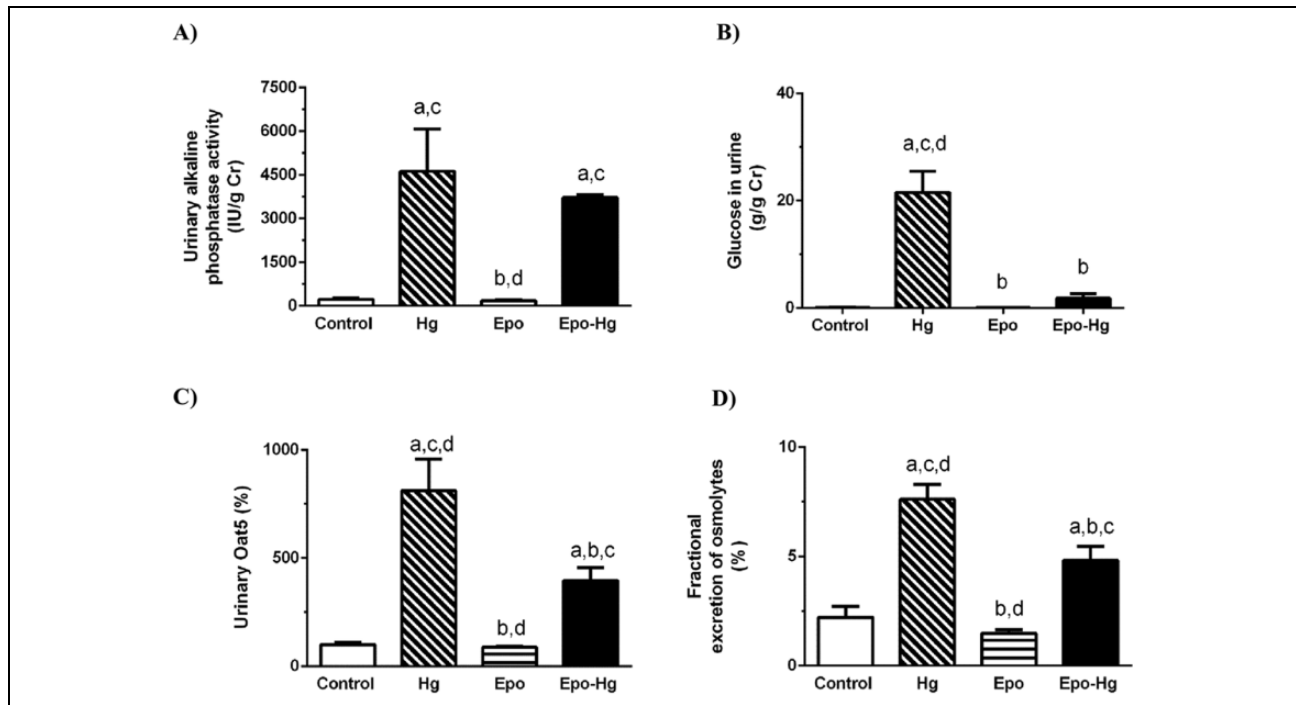 A)
Urinary alkaline
phosphatase activity
(IU/g Cr)
7500
6000
4500
3000
1500
0
a,c
b,d
a,c
Control Hg Epo Epo-Hg
B)
Glucose in urine
(g/g Cr)
40
20
0
a,c,d
b
b
Control Hg Epo Epo-Hg
C)
Urinary Oat5 (%)
1000
500
0
a,c,d
b,d
a,b,c
Control Hg Epo Epo-Hg
D)
Fractional
excretion of osmolytes
(%)
10
5
0
a,c,d
b,d
a,b,c
Control Hg Epo Epo-Hg